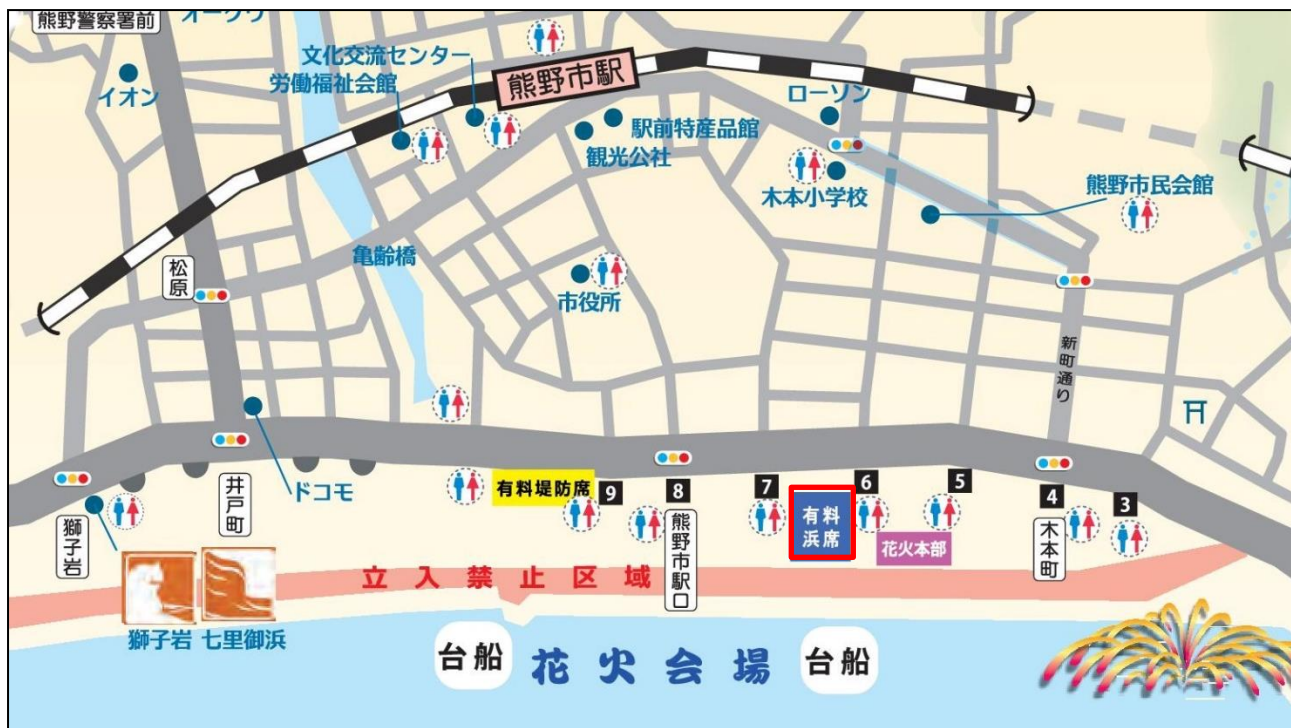 熊野警察署前
オークワ
イオン
文化交流センター
労働福祉会館
熊野市駅
駅前特産品館
観光公社
ローソン
木本小学校
熊野市民会館
亀齢橋
松原
市役所
新町通り
ドコモ
井戸町
獅子岩
有料堤防席
9
8
熊野市駅口
7
有料
浜席
6
5
花火本部
4
木本町
3
立入禁止区域
獅子岩
七里御浜
台船
花火会場
台船